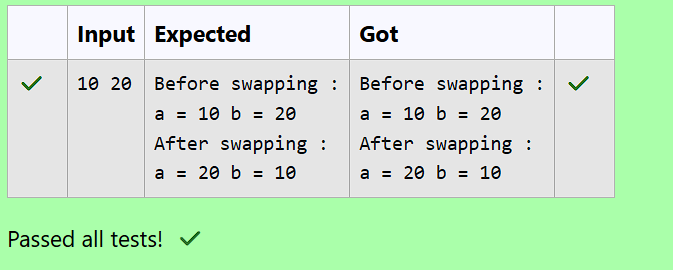 Input Expected Got
10 20 Before swapping : Before swapping :
a = 10 b = 20 a = 10 b = 20
After swapping : After swapping :
a = 20 b = 10 a = 20 b = 10
Passed all tests!